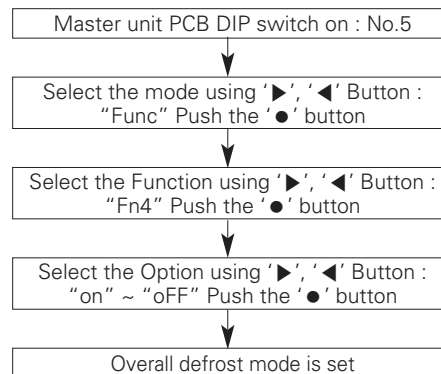 Master unit PCB DIP switch on : No.5
Select the mode using ‘▶’, ‘◀’ Button :
“Func” Push the ‘●’ button
Select the Function using ‘▶’, ‘◀’ Button :
“Fn4” Push the ‘●’ button
Select the Option using ‘▶’, ‘◀’ Button :
“on” ~ “oFF” Push the ‘●’ button
Overall defrost mode is set